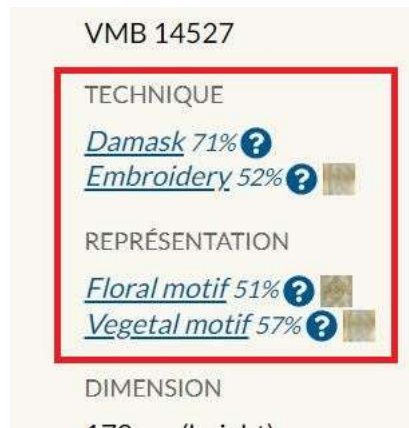 VMB 14527
TECHNIQUE
Damask 71% ?
Embroidery 52% ?
REPRÉSENTATION
Floral motif 51% ?
Vegetal motif 57% ?
DIMENSION